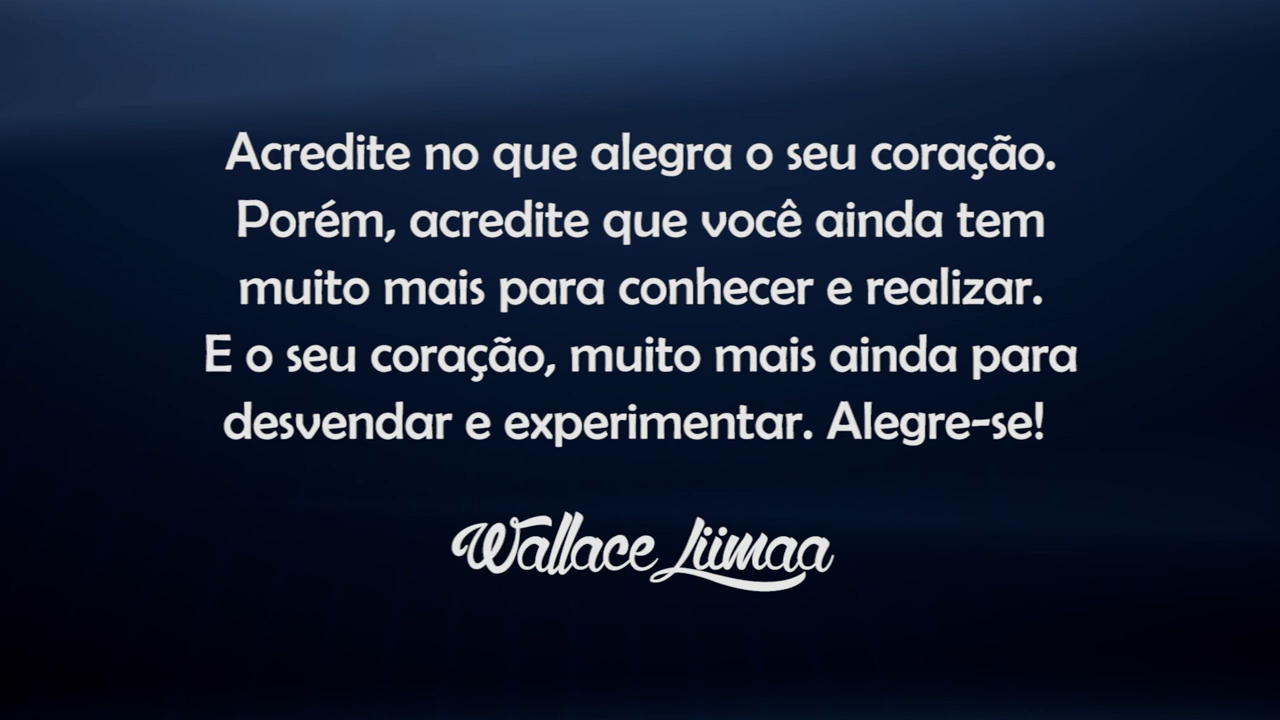 Acredite no que alegra o seu coração.
Porém, acredite que você ainda tem
muito mais para conhecer e realizar.
E o seu coração, muito mais ainda para
desvendar e experimentar. Alegre-se!
Wallace Liimaa